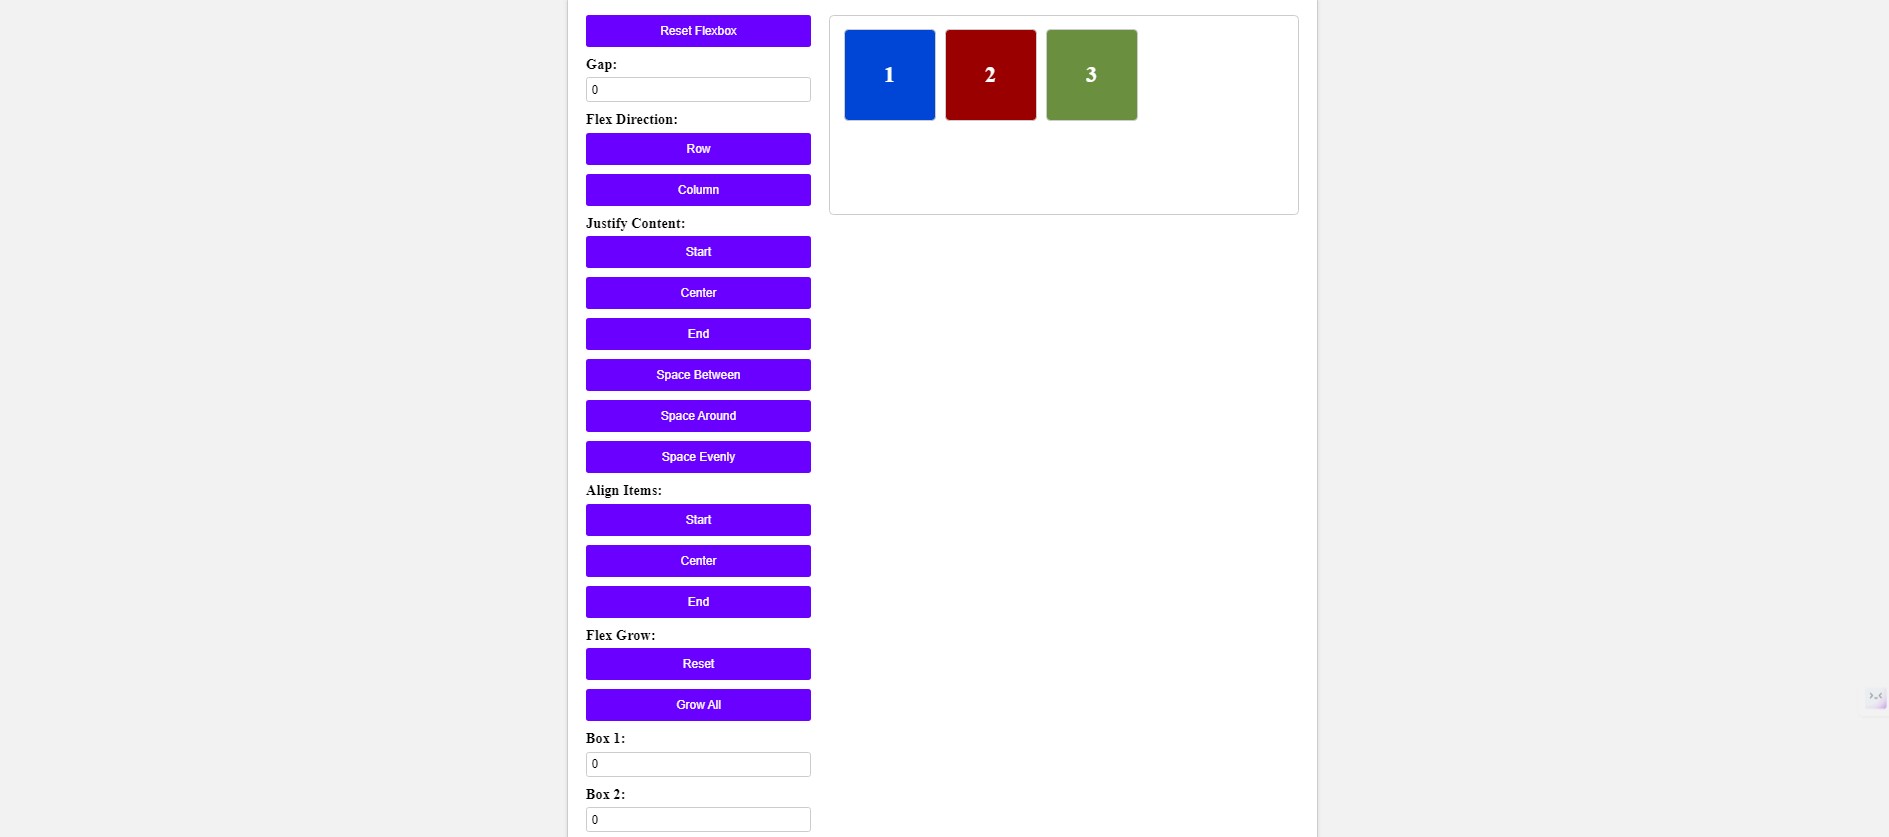 Reset Flexbox
Gap:
0
Flex Direction:
Row
Column
Justify Content:
Start
Center
End
Space Between
Space Around
Space Evenly
Align Items:
Start
Center
End
Flex Grow:
Reset
Grow All
Box 1:
0
Box 2:
0
1 2 3